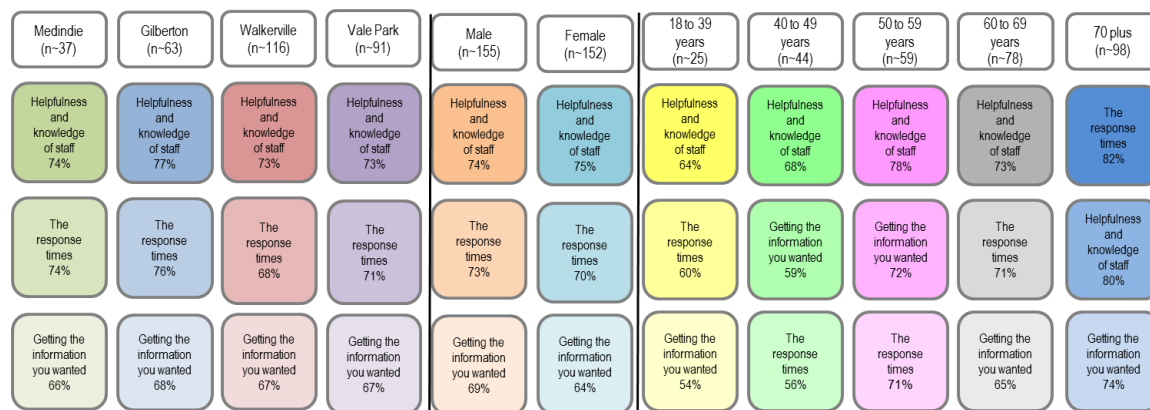 Medindie
(n~37)
Gilberton
(n~63)
Walkerville
(n~116)
Vale Park
(n~91)
Male
(n~155)
Female
(n~152)
18 to 39
years
(n~25)
40 to 49
years
(n~44)
50 to 59
years
(n~59)
60 to 69
years
(n~78)
70 plus
(n~98)
Helpfulness
and
knowledge
of staff
74%
Helpfulness
and
knowledge
of staff
77%
Helpfulness
and
knowledge
of staff
73%
Helpfulness
and
knowledge
of staff
73%
Helpfulness
and
knowledge
of staff
74%
Helpfulness
and
knowledge
of staff
75%
Helpfulness
and
knowledge
of staff
64%
Helpfulness
and
knowledge
of staff
68%
Helpfulness
and
knowledge
of staff
78%
Helpfulness
and
knowledge
of staff
73%
The
response
times
82%
The
response
times
74%
The
response
times
76%
The
response
times
68%
The
response
times
71%
The
response
times
73%
The
response
times
70%
The
response
times
60%
Getting the
information
you wanted
59%
Getting the
information
you wanted
72%
The
response
times
71%
Helpfulness
and
knowledge
of staff
80%
Getting the
information
you wanted
66%
Getting the
information
you wanted
68%
Getting the
information
you wanted
67%
Getting the
information
you wanted
67%
Getting the
information
you wanted
69%
Getting the
information
you wanted
64%
Getting the
information
you wanted
54%
The
response
times
56%
The
response
times
71%
Getting the
information
you wanted
65%
Getting the
information
you wanted
74%